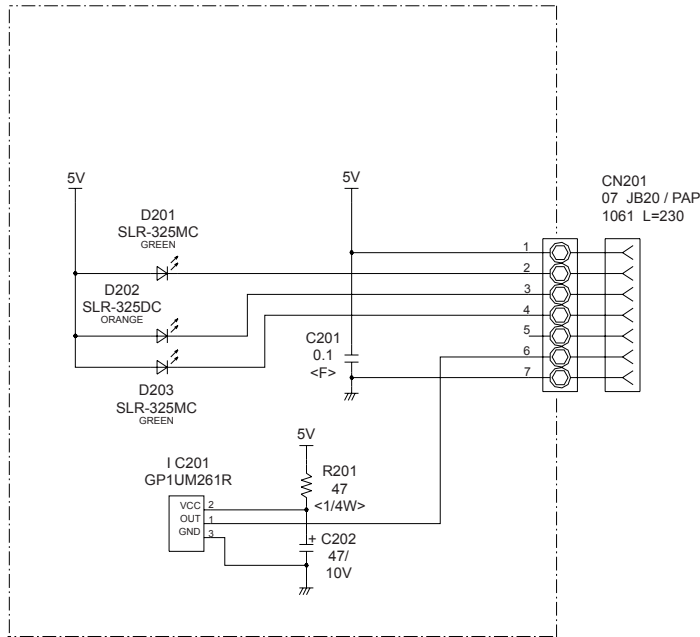 5V
5V
CN201
07 JB20 / PAP
1061 L=230
D201
SLR-325MC
GREEN
1
2
D202
SLR-325DC
ORANGE
3
4
C201
0.1
<F>
5
6
7
D203
SLR-325MC
GREEN
5V
I C201
GP1UM261R
R201
47
<1/4W>
VCC 2
OUT 1
GND 3
+ C202
47/
10V